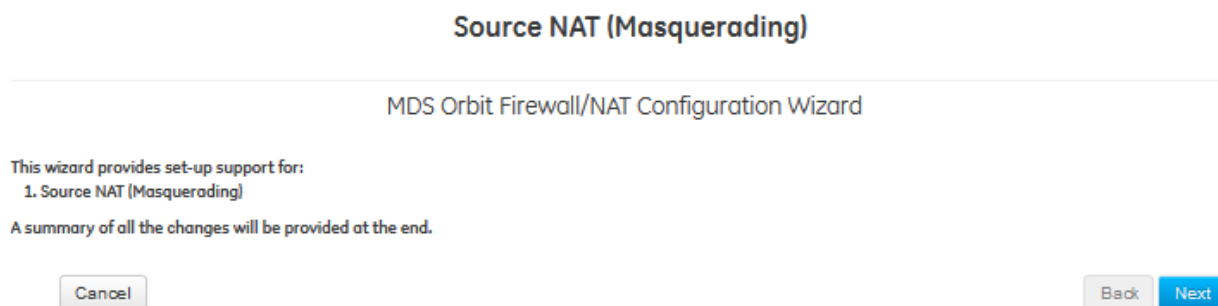 Source NAT (Masquerading)
MDS Orbit Firewall/NAT Configuration Wizard
This wizard provides set-up support for:
1. Source NAT (Masquerading)
A summary of all the changes will be provided at the end.
Cancel
Back
Next